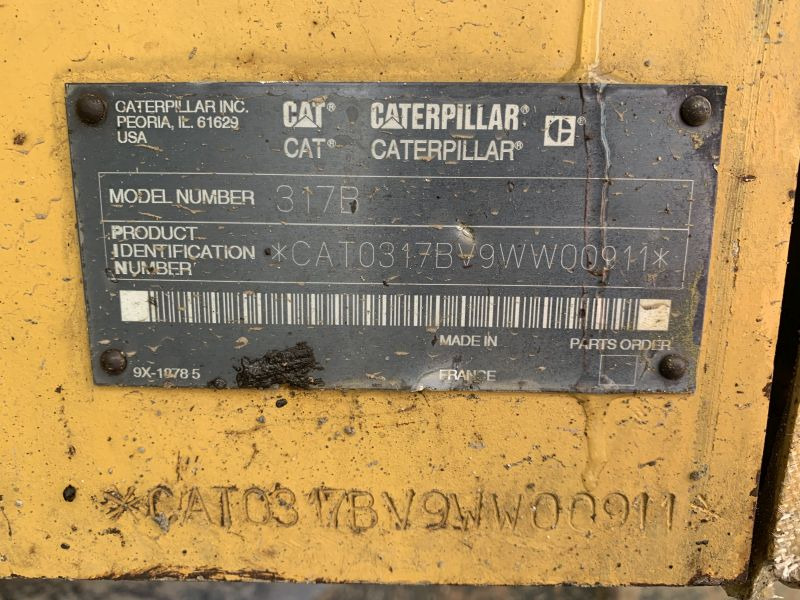 CATERPILLAR INC.
PEORIA, IL. 61629
USA
CAT® CATERPILLAR®
CAT® CATERPILLAR®
C®
MODEL NUMBER 317B
PRODUCT
IDENTIFICATION *CAT0317BV9WW00911*
NUMBER
MADE IN PARTS ORDER
9X-1978 5 FRANCE
*CAT0317BV9WW00911*